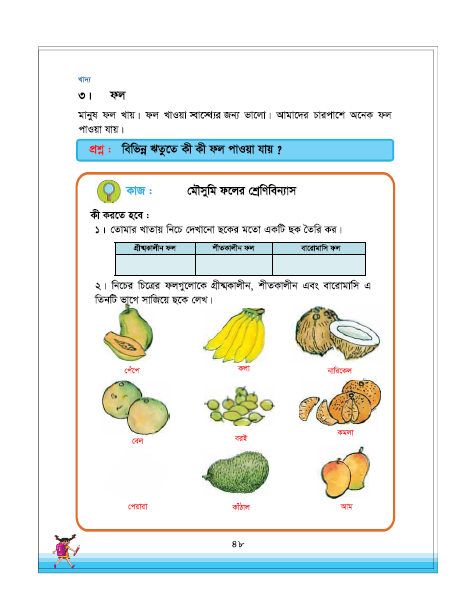 খাদ্য
৩। ফল
মানুষ ফল খায়। ফল খাওয়া স্বাস্থ্যের জন্য ভালো। আমাদের চারপাশে অনেক ফল
পাওয়া যায়।
প্রশ্ন : বিভিন্ন ঋতুতে কী কী ফল পাওয়া যায় ?
কাজ : মৌসুমি ফলের শ্রেণিবিন্যাস
কী করতে হবে :
১। তোমার খাতায় নিচে দেখানো ছকের মতো একটি ছক তৈরি কর।
গ্রীষ্মকালীন ফল শীতকালীন ফল বারোমাসি ফল
২। নিচের চিত্রের ফলগুলোকে গ্রীষ্মকালীন, শীতকালীন এবং বারোমাসি এ
তিনটি ভাগে সাজিয়ে ছকে লেখ।
পেঁপে কলা নারিকেল
বেল বরই কমলা
পেয়ারা কাঁঠাল আম
৪৮